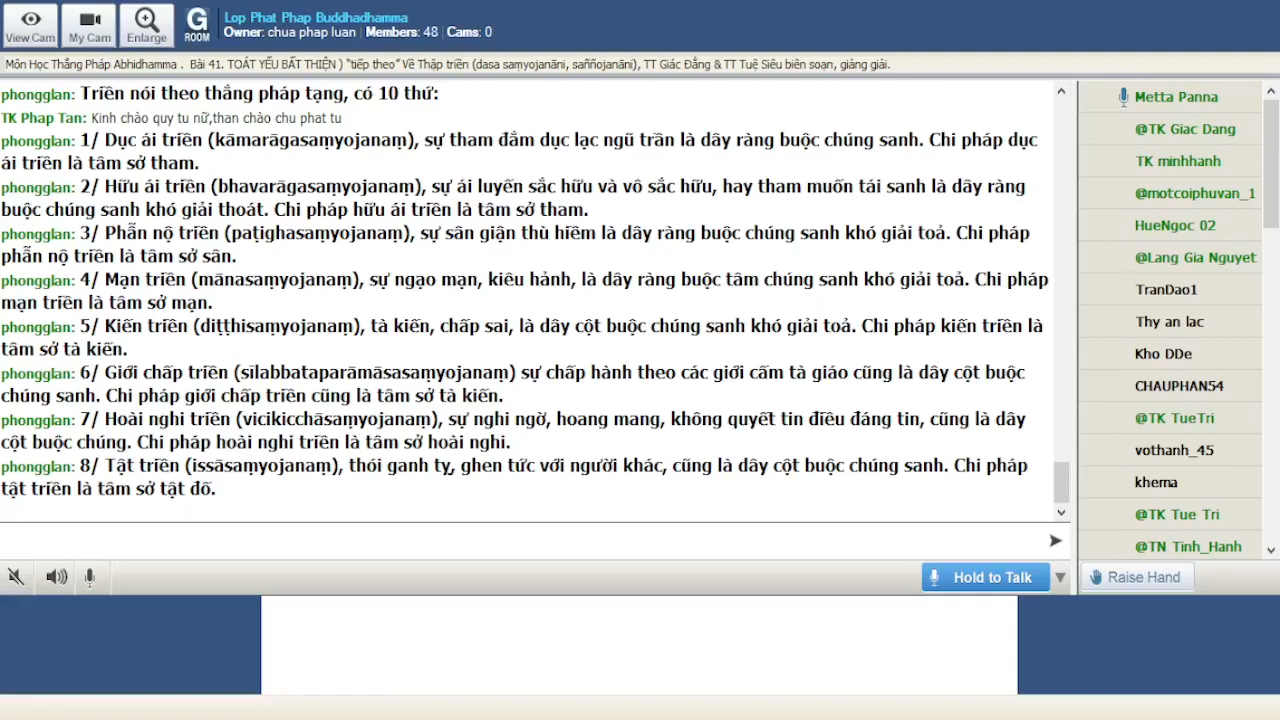 View Cam
My Cam
Enlarge
G
ROOM
Lop Phat Phap Buddhadhamma
Owner: chua phap luan | Members: 48 | Cams: 0
Môn Học Thắng Pháp Abhidhamma . Bài 41. TOÁT YẾU BẤT THIỆN ) “tiếp theo” Về Thập triền (dasa saṃyojanāni, saññojanāni), TT Giác Đẳng & TT Tuệ Siêu biên soạn, giảng giải.
phongglan: Triền nói theo thắng pháp tạng, có 10 thứ:
TK Phap Tan: Kinh chào quy tu nữ,than chào chu phat tu
phongglan: 1/ Dục ái triền (kāmarāgasaṃyojanaṃ), sự tham đắm dục lạc ngũ trần là dây ràng buộc chúng sanh. Chi pháp dục
ái triền là tâm sở tham.
phongglan: 2/ Hữu ái triền (bhavarāgasaṃyojanaṃ), sự ái luyến sắc hữu và vô sắc hữu, hay tham muốn tái sanh là dây ràng
buộc chúng sanh khó giải thoát. Chi pháp hữu ái triền là tâm sở tham.
phongglan: 3/ Phẫn nộ triền (paṭighasaṃyojanaṃ), sự sân giận thù hiềm là dây ràng buộc chúng sanh khó giải toả. Chi pháp
phẫn nộ triền là tâm sở sân.
phongglan: 4/ Mạn triền (mānasaṃyojanaṃ), sự ngạo mạn, kiêu hảnh, là dây ràng buộc tâm chúng sanh khó giải toả. Chi pháp
mạn triền là tâm sở mạn.
phongglan: 5/ Kiến triền (diṭṭhisaṃyojanaṃ), tà kiến, chấp sai, là dây cột buộc chúng sanh khó giải toả. Chi pháp kiến triền là
tâm sở tà kiến.
phongglan: 6/ Giới chấp triền (silabbataparāmāsasaṃyojanaṃ) sự chấp hành theo các giới cấm tà giáo cũng là dây cột buộc
chúng sanh. Chi pháp giới chấp triền cũng là tâm sở tà kiến.
phongglan: 7/ Hoài nghi triền (vicikicchāsaṃyojanaṃ), sự nghi ngờ, hoang mang, không quyết tin điều đáng tin, cũng là dây
cột buộc chúng. Chi pháp hoài nghi triền là tâm sở hoài nghi.
phongglan: 8/ Tật triền (issāsaṃyojanaṃ), thói ganh tỵ, ghen tức với người khác, cũng là dây cột buộc chúng sanh. Chi pháp
tật triền là tâm sở tật đố.
Metta Panna
@TK Giac Dang
TK minhhanh
@motcoiphuvan_1
HueNgoc 02
@Lang Gia Nguyet
TranDao1
Thy an lac
Kho DDe
CHAUPHAN54
@TK TueTri
vothanh_45
khema
@TK Tue Tri
@TN Tinh_Hanh
Hold to Talk
Raise Hand